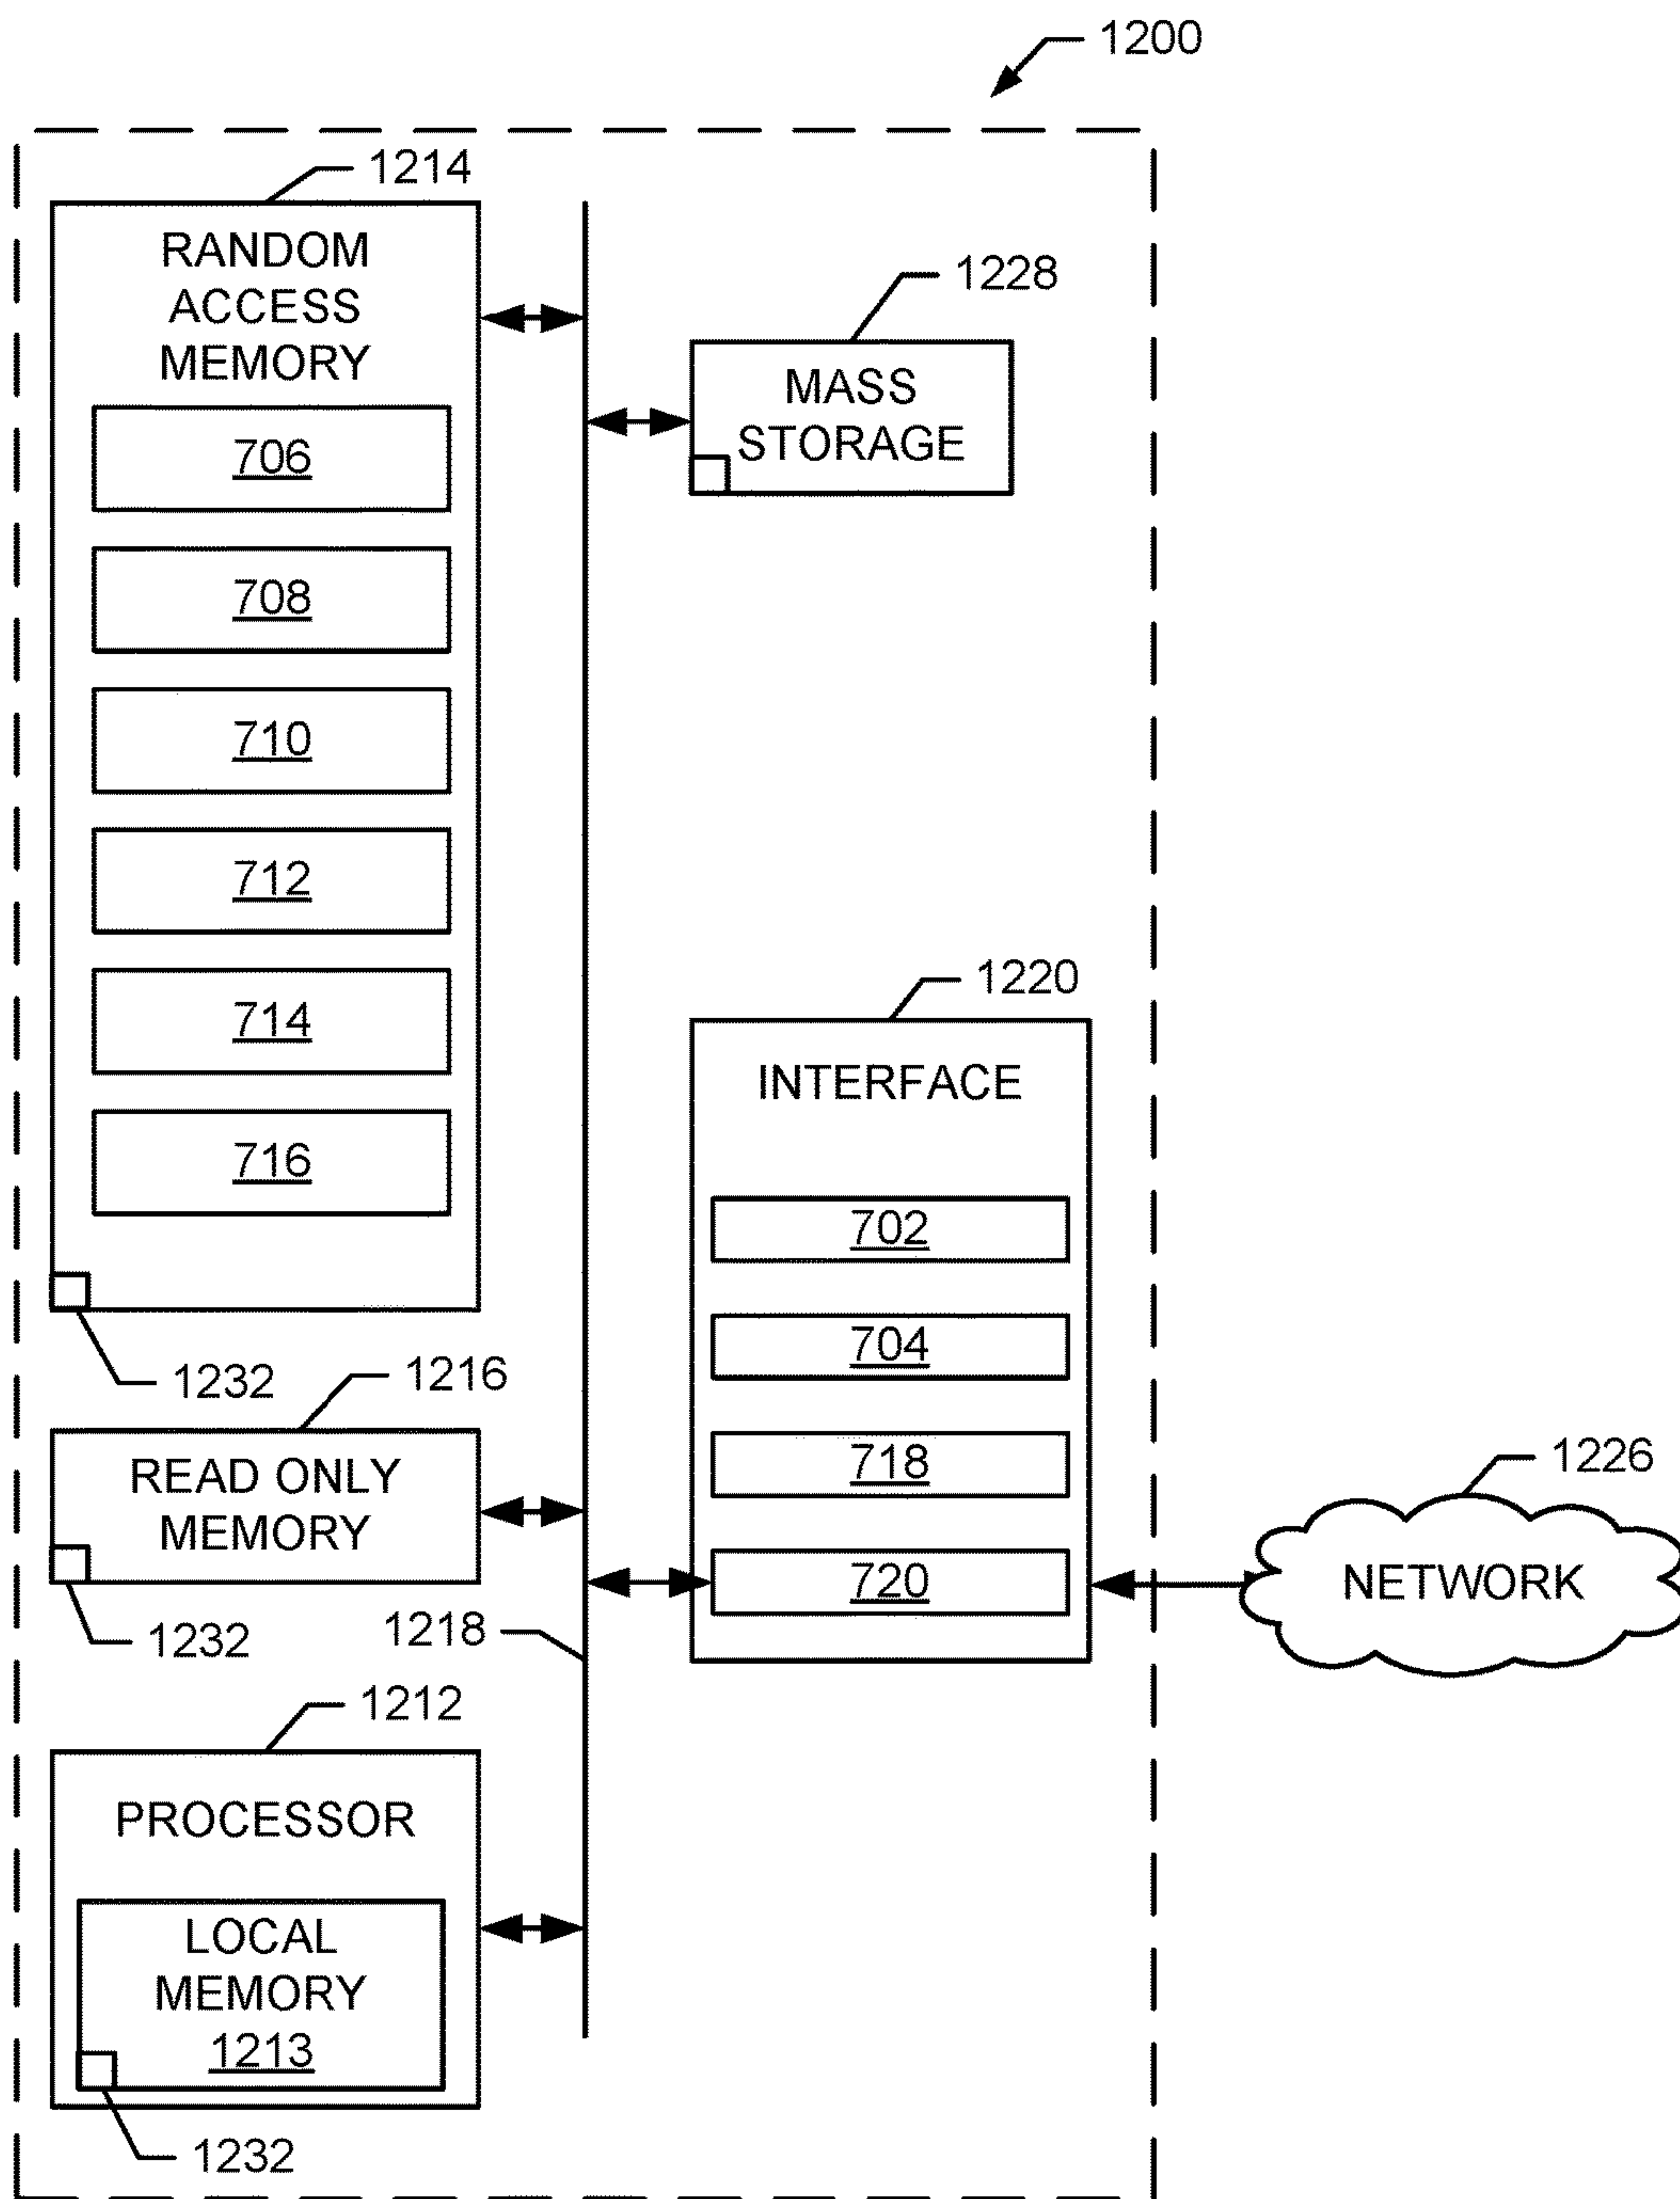 1200
1214
RANDOM
ACCESS
MEMORY
706
708
710
712
714
716
1232
1216
READ ONLY
MEMORY
1232
1218
1212
PROCESSOR
LOCAL
MEMORY
1213
1232
1228
MASS
STORAGE
1220
INTERFACE
702
704
718
720
1226
NETWORK